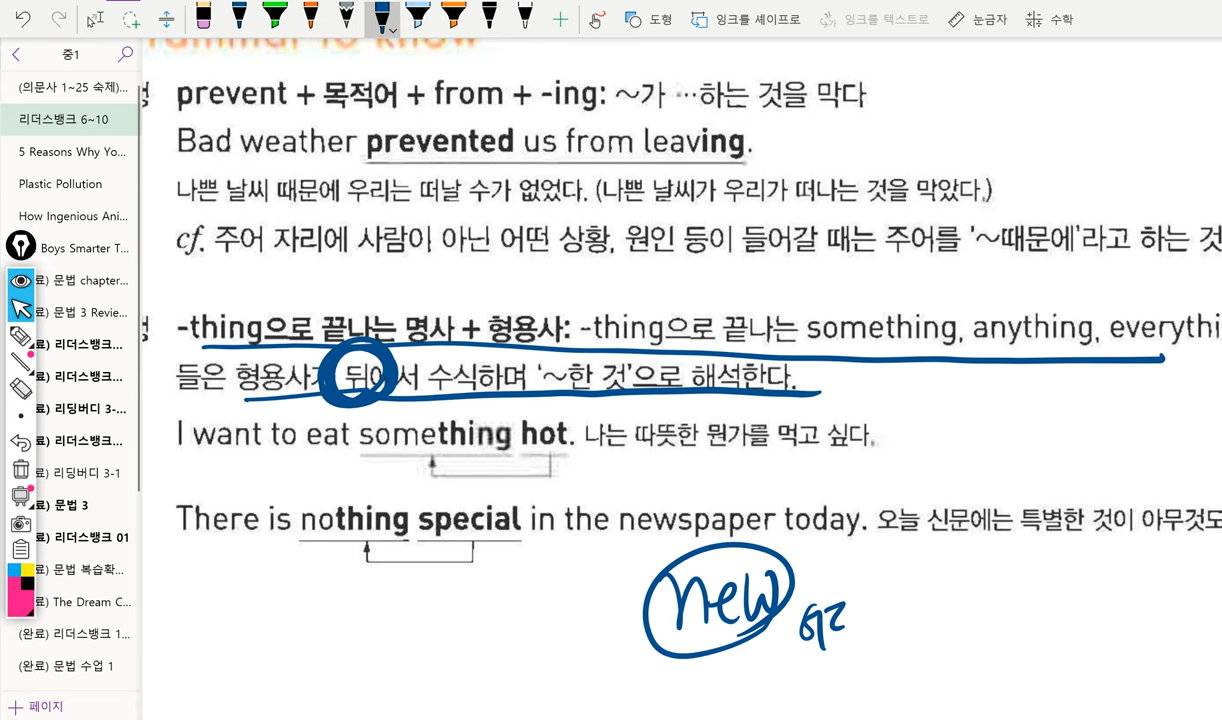 도형
잉크를 셰이프로
잉크를 텍스트로
눈금자
수학
중1
(의문사 1~25 숙제)...
리더스뱅크 6~10
5 Reasons Why Yo...
Plastic Pollution
How Ingenious Ani...
Boys Smarter T...
료) 문법 chapter...
료) 문법 3 Revie...
료) 리더스뱅크...
료) 리더스뱅크...
료) 리딩버디 3-...
료) 리더스뱅크...
료) 리딩버디 3-1
료) 문법 3
료) 리더스뱅크 01
료) 문법 복습확...
료) The Dream C...
(완료) 리더스뱅크 1...
(완료) 문법 수업 1
페이지
prevent + 목적어 + from + -ing: ～가 …하는 것을 막다
Bad weather prevented us from leaving.
나쁜 날씨 때문에 우리는 떠날 수가 없었다. (나쁜 날씨가 우리가 떠나는 것을 막았다.)
cf. 주어 자리에 사람이 아닌 어떤 상황, 원인 등이 들어갈 때는 주어를 '～때문에'라고 하는 것
-thing으로 끝나는 명사 + 형용사: -thing으로 끝나는 something, anything, everythi
들은 형용사가 뒤에서 수식하며 '～한 것'으로 해석한다.
I want to eat something hot. 나는 따뜻한 뭔가를 먹고 싶다.
There is nothing special in the newspaper today. 오늘 신문에는 특별한 것이 아무것도
new